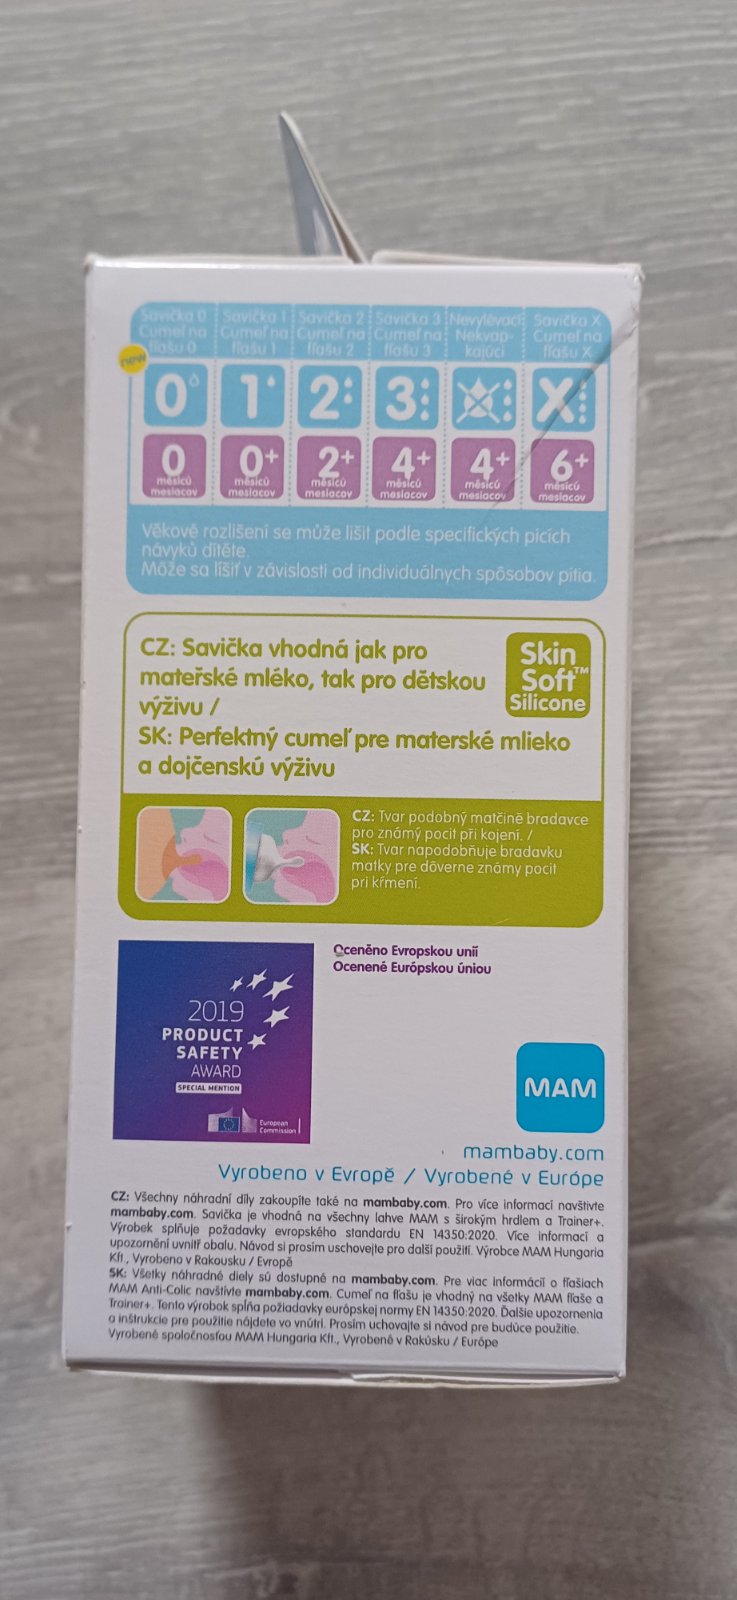 Savička 0 Savička 1 Savička 2 Savička 3 Nevylévací Savička X
Cumeľ na Cumeľ na Cumeľ na Cumeľ na Nekvap- Cumeľ na
fľašu 0 fľašu 1 fľašu 2 fľašu 3 kajúci fľašu X
new
0 1 2 3 X
0 0+ 2+ 4+ 4+ 6+
měsíců měsíců měsíců měsíců měsíců měsíců
mesiacov mesiacov mesiacov mesiacov mesiacov mesiacov
Věkové rozlišení se může lišit podle specifických picích
návyků dítěte.
Môže sa líšiť v závislosti od individuálnych spôsobov pitia.
CZ: Savička vhodná jak pro
mateřské mléko, tak pro dětskou
výživu /
SK: Perfektný cumeľ pre materské mlieko
a dojčenskú výživu
Skin
Soft™
Silicone
CZ: Tvar podobný matčině bradavce
pro známý pocit při kojení. /
SK: Tvar napodobňuje bradavku
matky pre dôverne známy pocit
pri kŕmení.
Oceněno Evropskou unií
Ocenené Európskou úniou
2019
PRODUCT
SAFETY
AWARD
SPECIAL MENTION
European
Commission
MAM
mambaby.com
Vyrobeno v Evropě / Vyrobené v Európe
CZ: Všechny náhradní díly zakoupíte také na mambaby.com. Pro více informací navštivte
mambaby.com. Savička je vhodná na všechny lahve MAM s širokým hrdlem a Trainer+.
Výrobek splňuje požadavky evropského standardu EN 14350:2020. Více informací a
upozornění uvnitř obalu. Návod si prosím uschovejte pro další použití. Výrobce MAM Hungaria
Kft., Vyrobeno v Rakousku / Evropě
SK: Všetky náhradné diely sú dostupné na mambaby.com. Pre viac informácií o fľašiach
MAM Anti-Colic navštívte mambaby.com. Cumeľ na fľašu je vhodný na všetky MAM fľaše a
Trainer+. Tento výrobok spĺňa požiadavky európskej normy EN 14350:2020. Ďalšie upozornenia
a inštrukcie pre použitie nájdete vo vnútri. Prosím uchovajte si návod pre budúce použitie.
Vyrobené spoločnosťou MAM Hungaria Kft., Vyrobené v Rakúsku / Európe